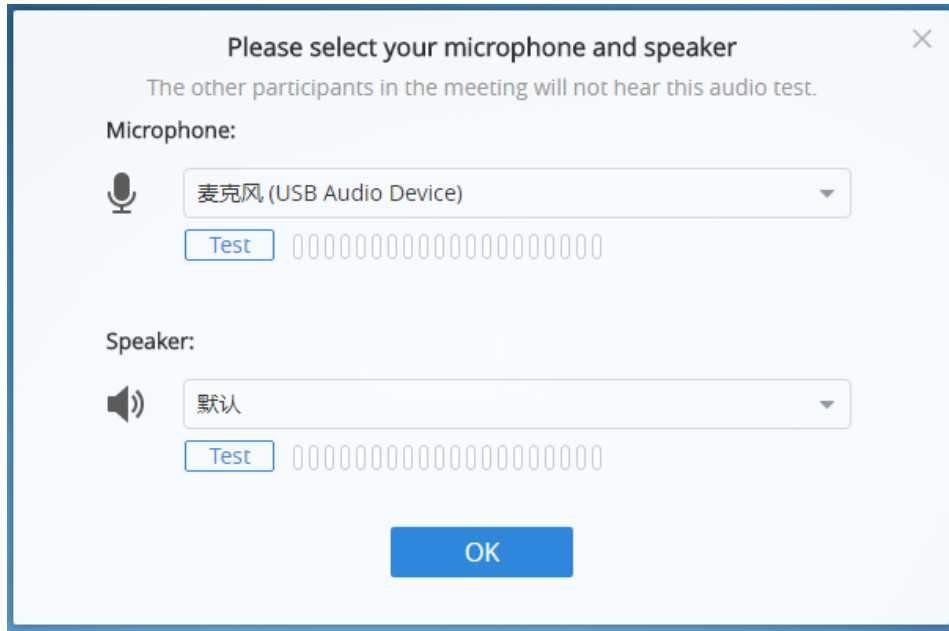 Please select your microphone and speaker
The other participants in the meeting will not hear this audio test.
Microphone:
麦克风 (USB Audio Device)
Test
Speaker:
默认
Test
OK